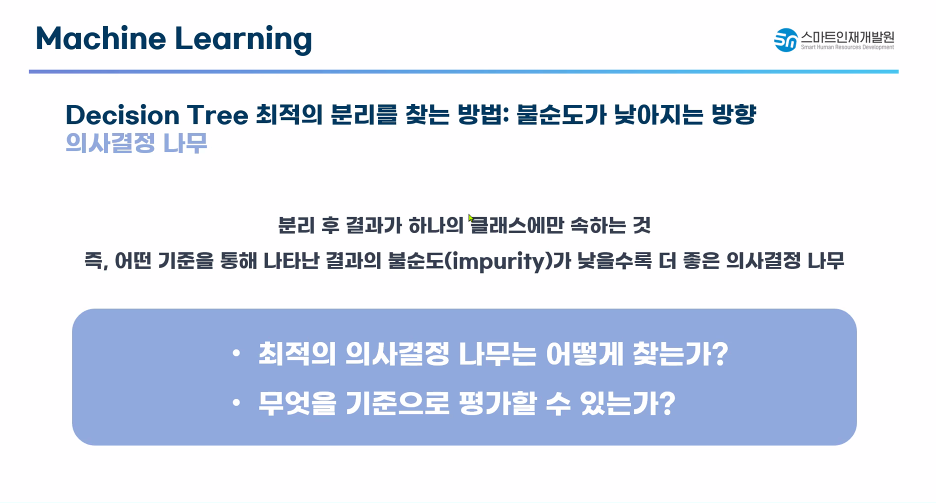 Machine Learning
스마트인재개발원
Smart Human Resources Development
Decision Tree 최적의 분리를 찾는 방법: 불순도가 낮아지는 방향
의사결정 나무
분리 후 결과가 하나의 클래스에만 속하는 것
즉, 어떤 기준을 통해 나타난 결과의 불순도(impurity)가 낮을수록 더 좋은 의사결정 나무
• 최적의 의사결정 나무는 어떻게 찾는가?
• 무엇을 기준으로 평가할 수 있는가?